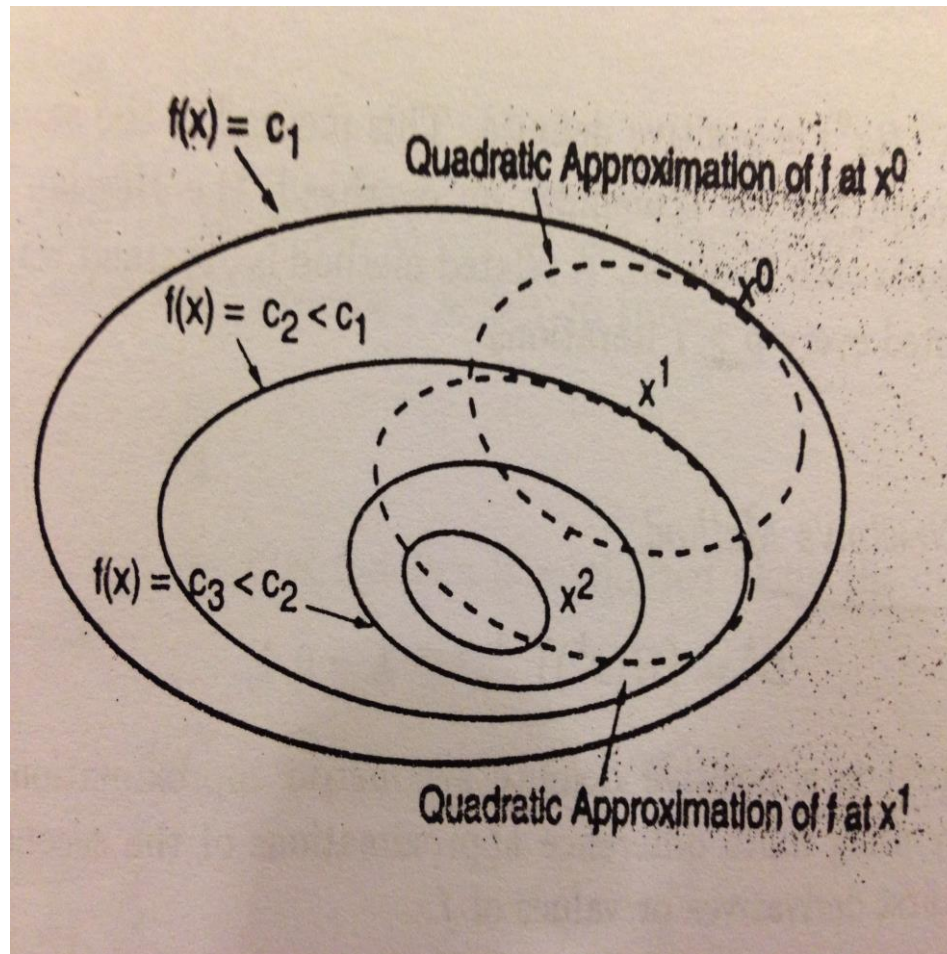 f(x) = c₁
Quadratic Approximation of f at x⁰
x⁰
f(x) = c₂ < c₁
x¹
f(x) = c₃ < c₂
x²
Quadratic Approximation of f at x¹